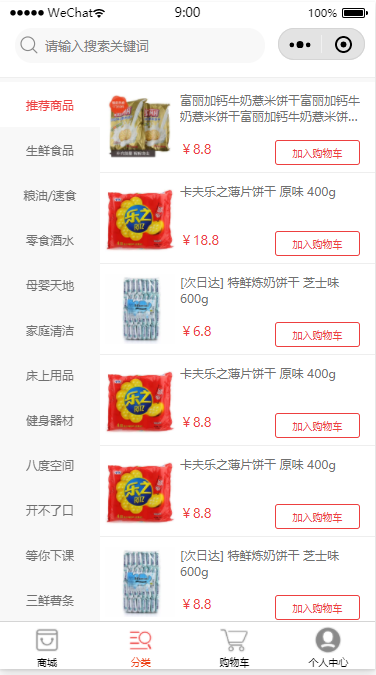 WeChat
9:00
100%
请输入搜索关键词
推荐商品
生鲜食品
粮油/速食
零食酒水
母婴天地
家庭清洁
床上用品
健身器材
八度空间
开不了口
等你下课
三鲜苕条
富丽加钙牛奶薏米饼干富丽加钙牛
奶薏米饼干富丽加钙牛奶薏米饼...
¥8.8
加入购物车
乐之
卡夫乐之薄片饼干 原味 400g
¥18.8
加入购物车
[次日达] 特鲜炼奶饼干 芝士味
600g
¥6.8
加入购物车
乐之
卡夫乐之薄片饼干 原味 400g
¥8.8
加入购物车
乐之
卡夫乐之薄片饼干 原味 400g
¥8.8
加入购物车
[次日达] 特鲜炼奶饼干 芝士味
600g
¥8.8
加入购物车
商城
分类
购物车
个人中心